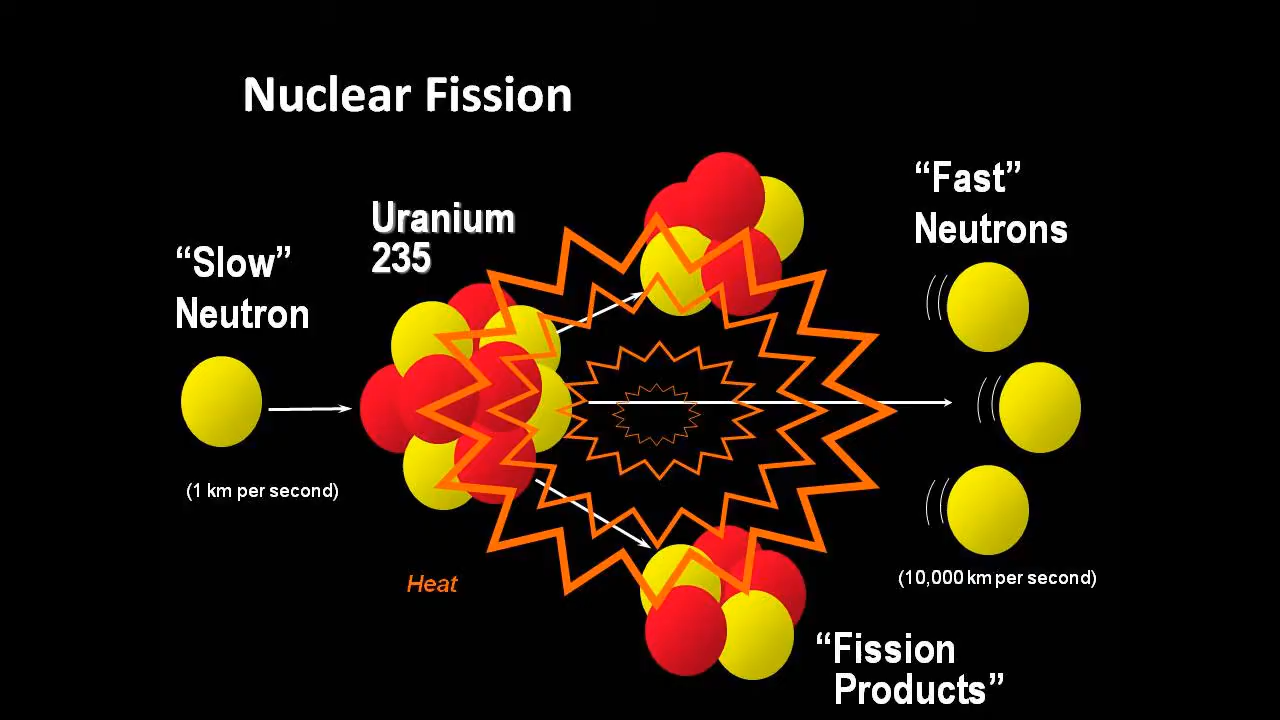 Nuclear Fission
“Slow”
Neutron
(1 km per second)
Uranium
235
Heat
“Fast”
Neutrons
(10,000 km per second)
“Fission
Products”